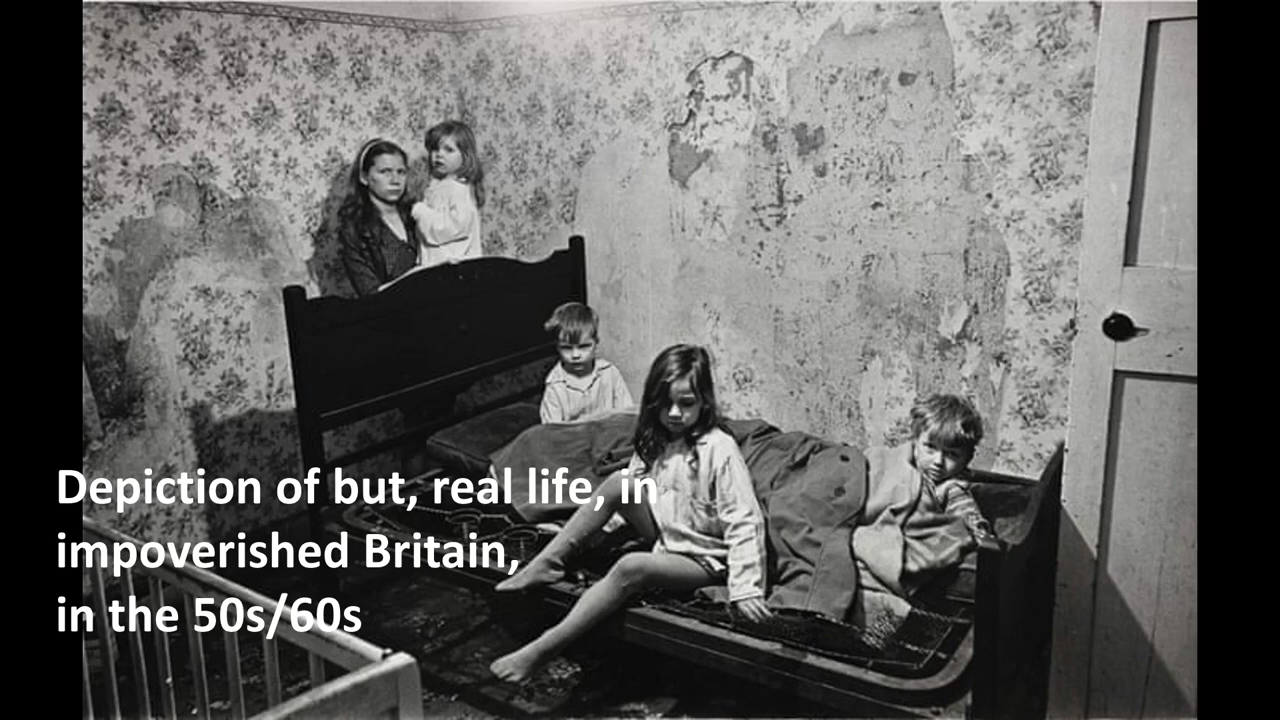 Depiction of but, real life, in
impoverished Britain,
in the 50s/60s